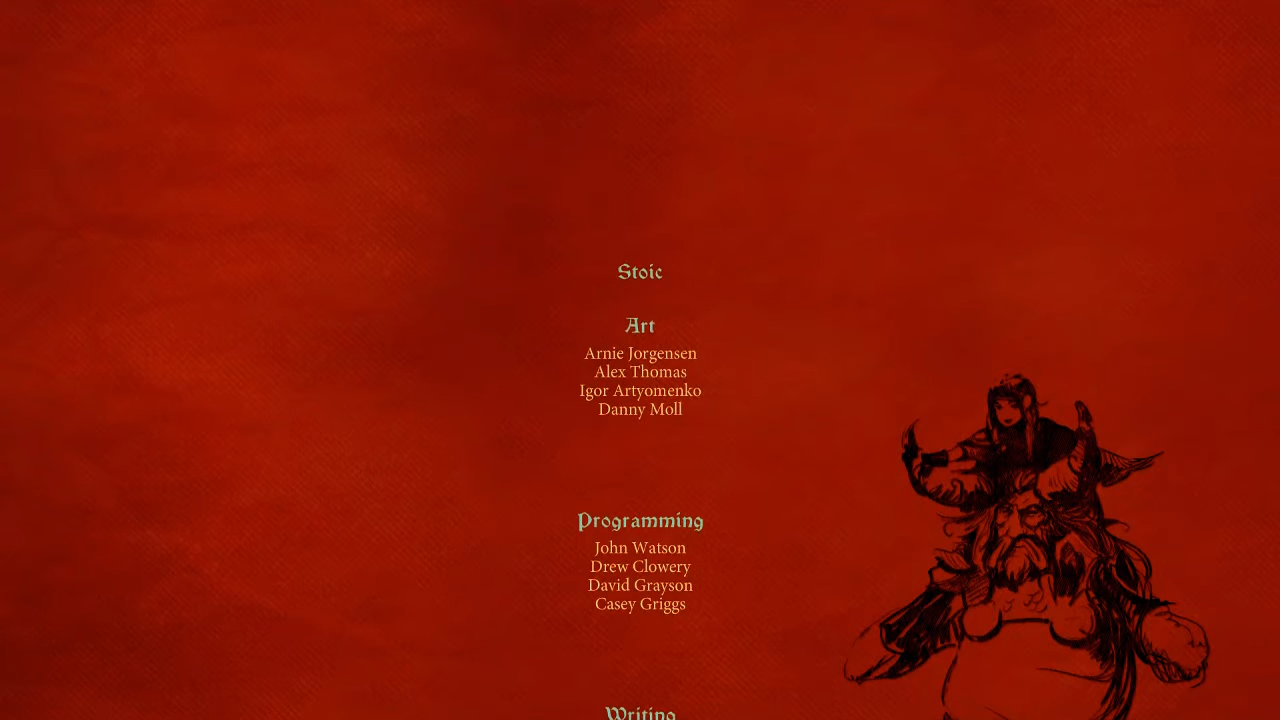 Stoic
Art
Arnie Jorgensen
Alex Thomas
Igor Artyomenko
Danny Moll
Programming
John Watson
Drew Clowery
David Grayson
Casey Griggs
Writing